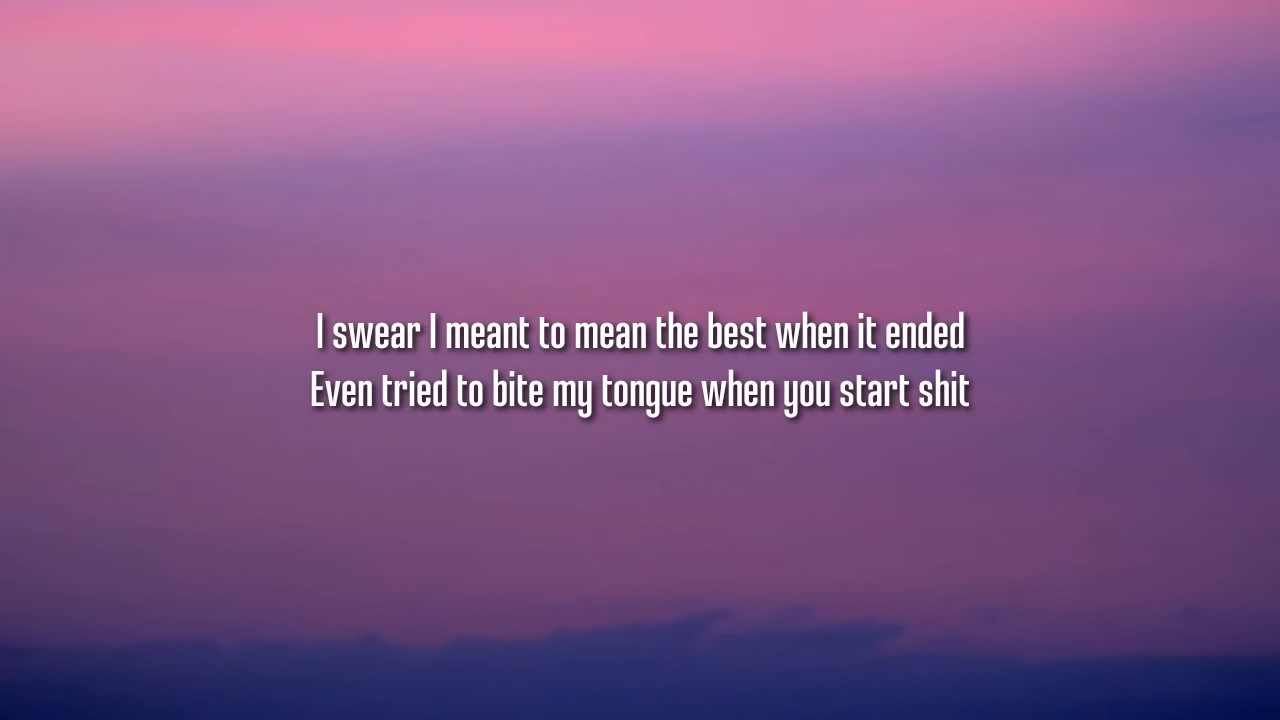 I swear I meant to mean the best when it ended
Even tried to bite my tongue when you start shit